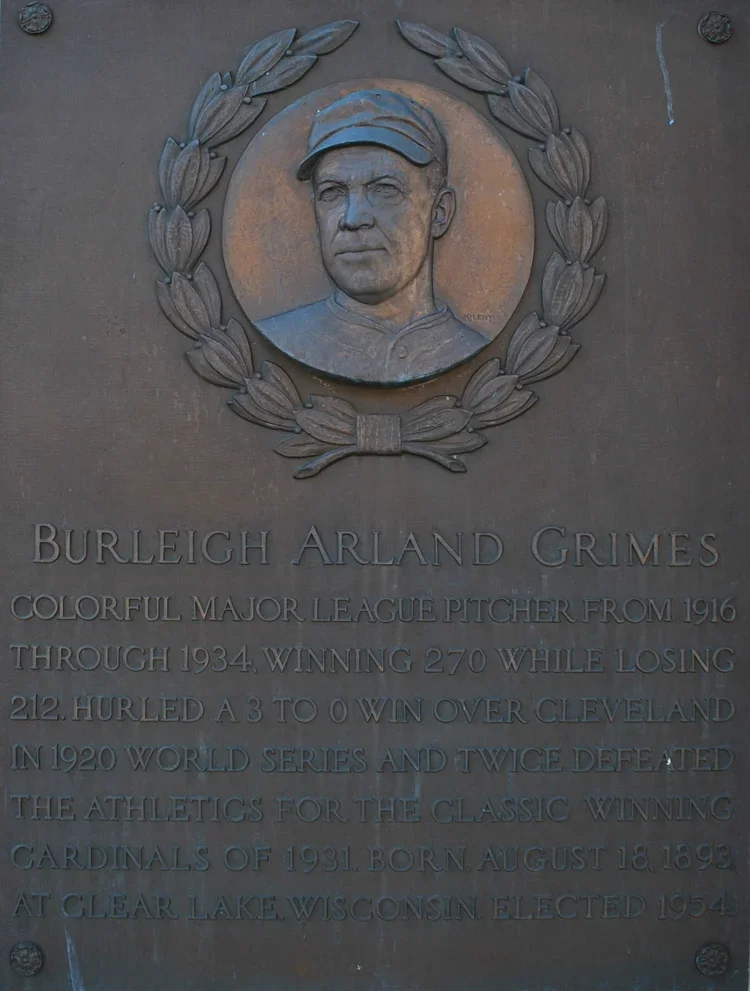 BURLEIGH ARLAND GRIMES
COLORFUL MAJOR LEAGUE PITCHER FROM 1916
THROUGH 1934, WINNING 270 WHILE LOSING
212. HURLED A 3 TO 0 WIN OVER CLEVELAND
IN 1920 WORLD SERIES AND TWICE DEFEATED
THE ATHLETICS FOR THE CLASSIC WINNING
CARDINALS OF 1931. BORN, AUGUST 18, 1893,
AT CLEAR LAKE, WISCONSIN. ELECTED 1954.